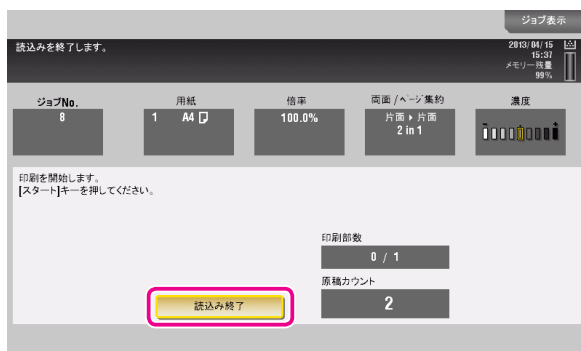 ジョブ表示
読込みを終了します。
2013/04/15
15:37
メモリー残量
99%
ジョブNo.
8
用紙
1 A4
倍率
100.0%
両面/ページ集約
片面 ▸ 片面
2 in 1
濃度
印刷を開始します。
[スタート]キーを押してください。
印刷部数
0 / 1
原稿カウント
2
読込み終了